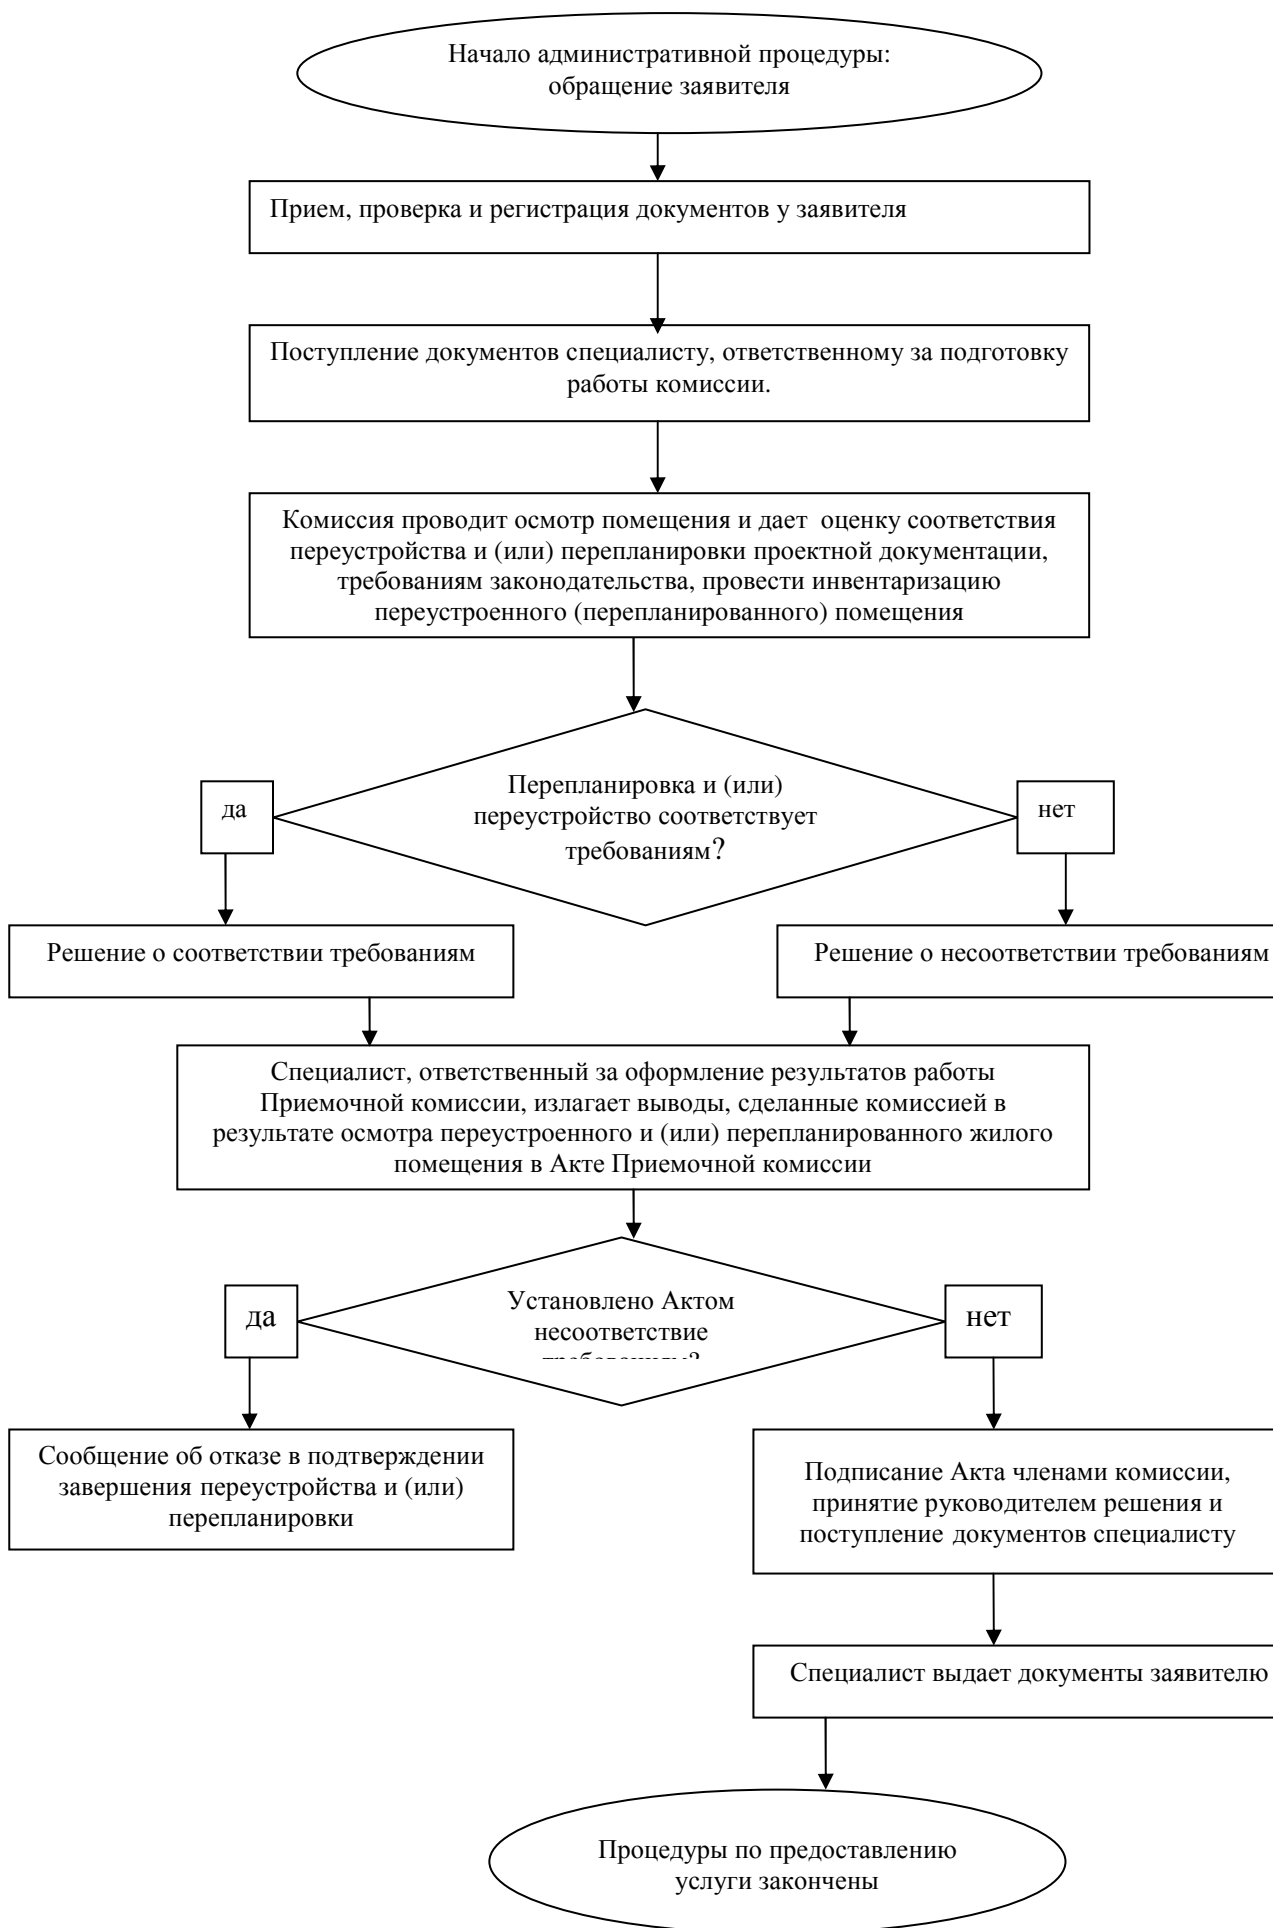 Начало административной процедуры:
обращение заявителя
Прием, проверка и регистрация документов у заявителя
Поступление документов специалисту, ответственному за подготовку
работы комиссии.
Комиссия проводит осмотр помещения и дает  оценку соответствия
переустройства и (или) перепланировки проектной документации,
требованиям законодательства, провести инвентаризацию
переустроенного (перепланированного) помещения
Перепланировка и (или)
переустройство соответствует
требованиям?
да
нет
Решение о соответствии требованиям
Решение о несоответствии требованиям
Специалист, ответственный за оформление результатов работы
Приемочной комиссии, излагает выводы, сделанные комиссией в
результате осмотра переустроенного и (или) перепланированного жилого
помещения в Акте Приемочной комиссии
Установлено Актом
несоответствие
требованиям?
да
нет
Сообщение об отказе в подтверждении
завершения переустройства и (или)
перепланировки
Подписание Акта членами комиссии,
принятие руководителем решения и
поступление документов специалисту
Специалист выдает документы заявителю
Процедуры по предоставлению
услуги закончены